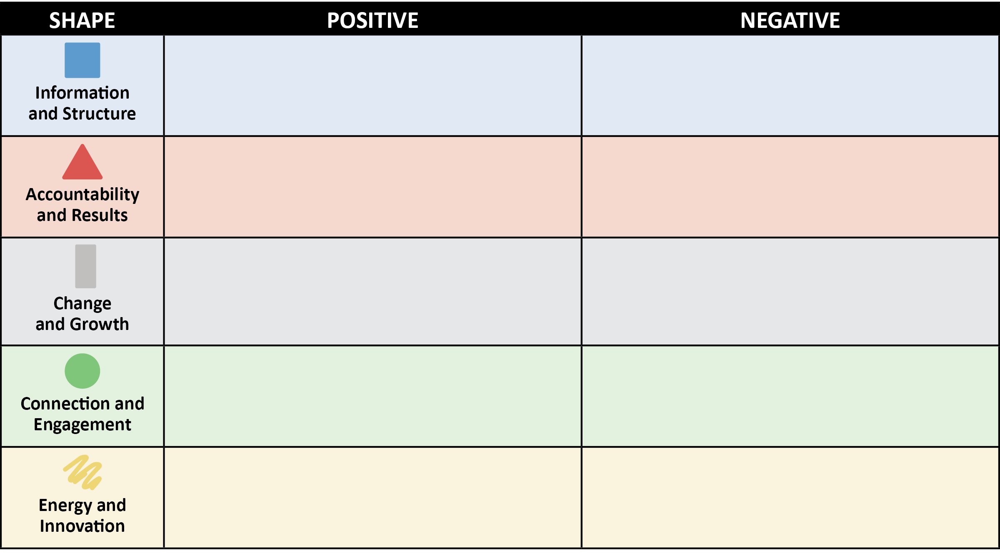 SHAPE POSITIVE NEGATIVE
Information
and Structure
Accountability
and Results
Change
and Growth
Connection and
Engagement
Energy and
Innovation